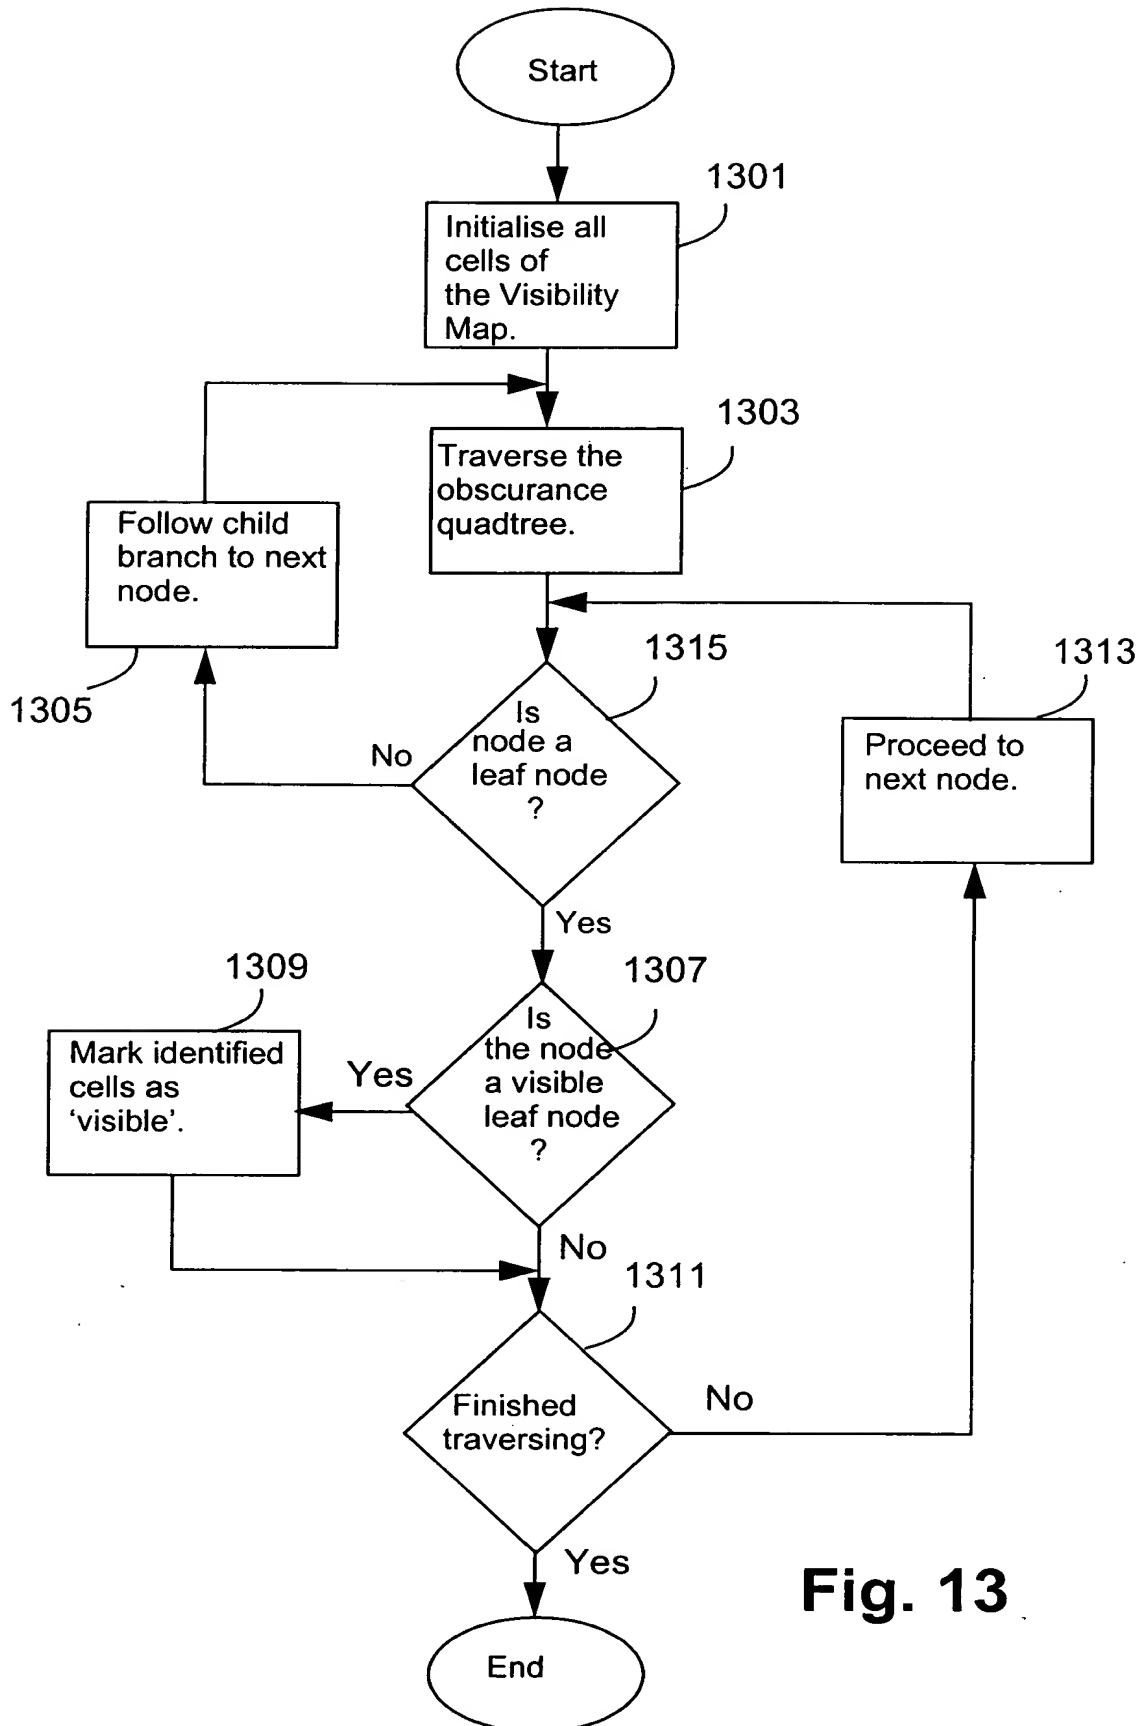 Start
1301
Initialise all
cells of
the Visibility
Map.
1303
Traverse the
obscurance
quadtree.
Follow child
branch to next
node.
1305
1315
Is
node a
leaf node
?
No
1313
Proceed to
next node.
Yes
1309
1307
Is
the node
a visible
leaf node
?
Yes
Mark identified
cells as
‘visible’.
No
1311
Finished
traversing?
No
Yes
Fig. 13
End